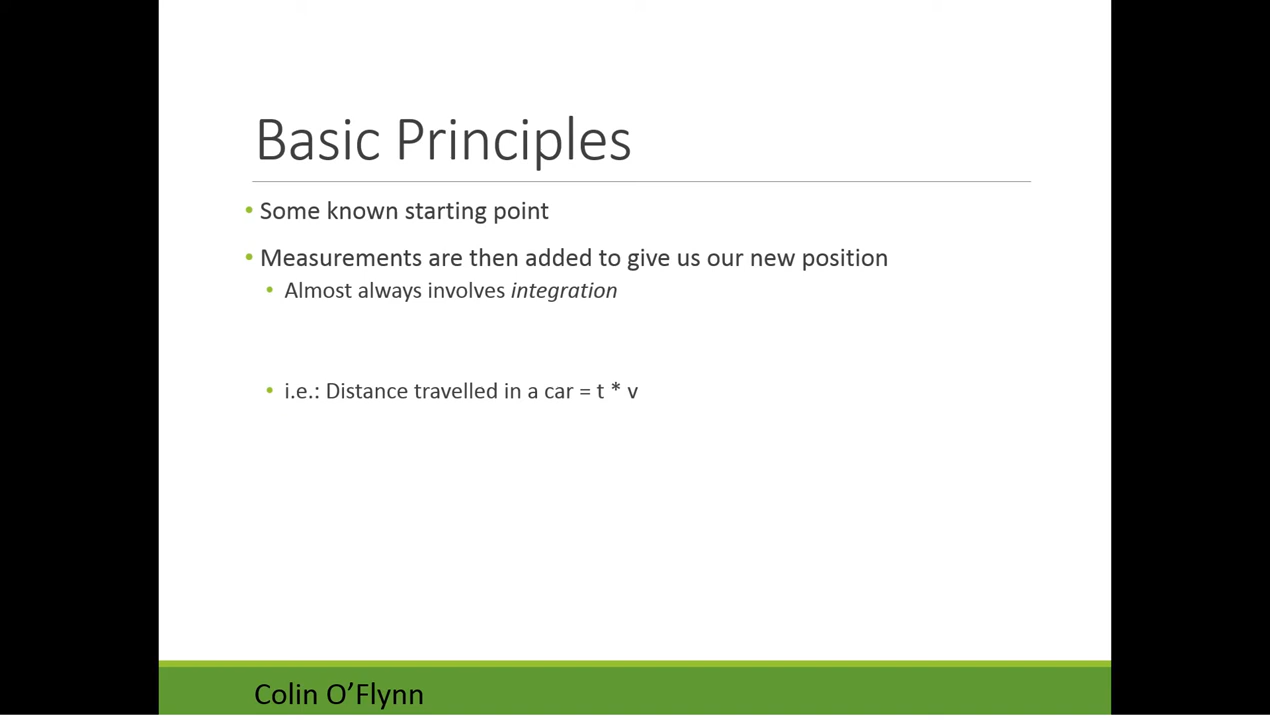 Basic Principles
• Some known starting point
• Measurements are then added to give us our new position
• Almost always involves integration
• i.e.: Distance travelled in a car = t * v
Colin O’Flynn